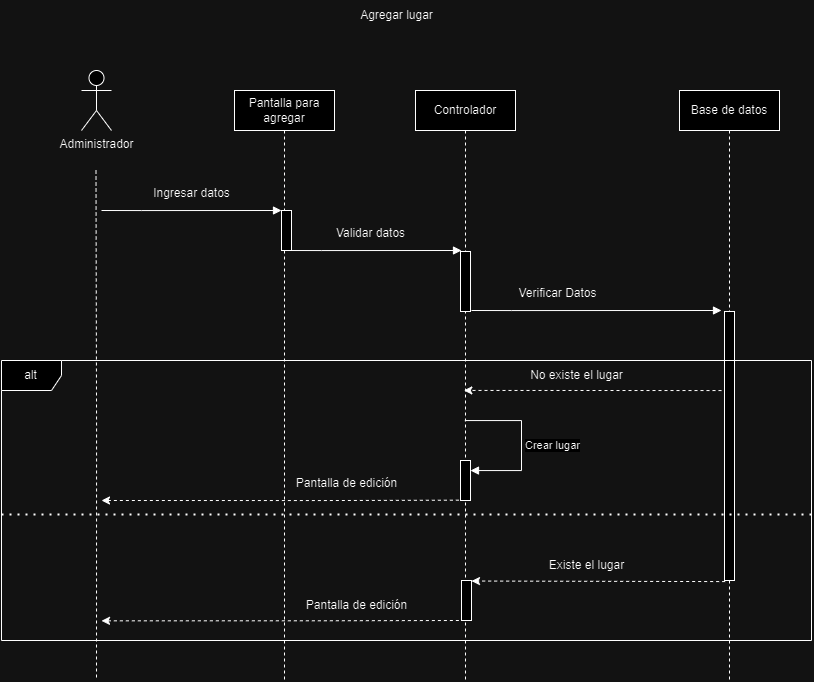 Agregar lugar
Pantalla para
agregar
Controlador
Base de datos
Administrador
Ingresar datos
Validar datos
Verificar Datos
alt
No existe el lugar
Crear lugar
Pantalla de edición
Existe el lugar
Pantalla de edición